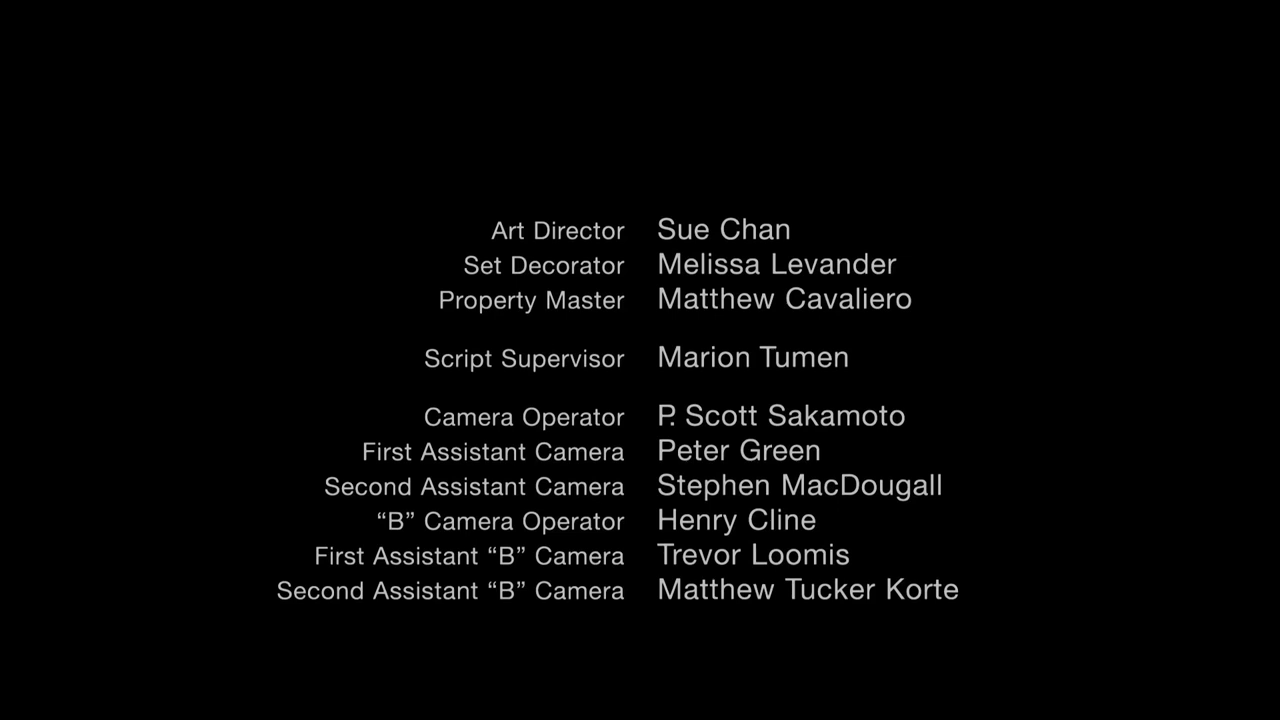 Art Director Sue Chan
Set Decorator Melissa Levander
Property Master Matthew Cavaliero
Script Supervisor Marion Tumen
Camera Operator P. Scott Sakamoto
First Assistant Camera Peter Green
Second Assistant Camera Stephen MacDougall
“B” Camera Operator Henry Cline
First Assistant “B” Camera Trevor Loomis
Second Assistant “B” Camera Matthew Tucker Korte